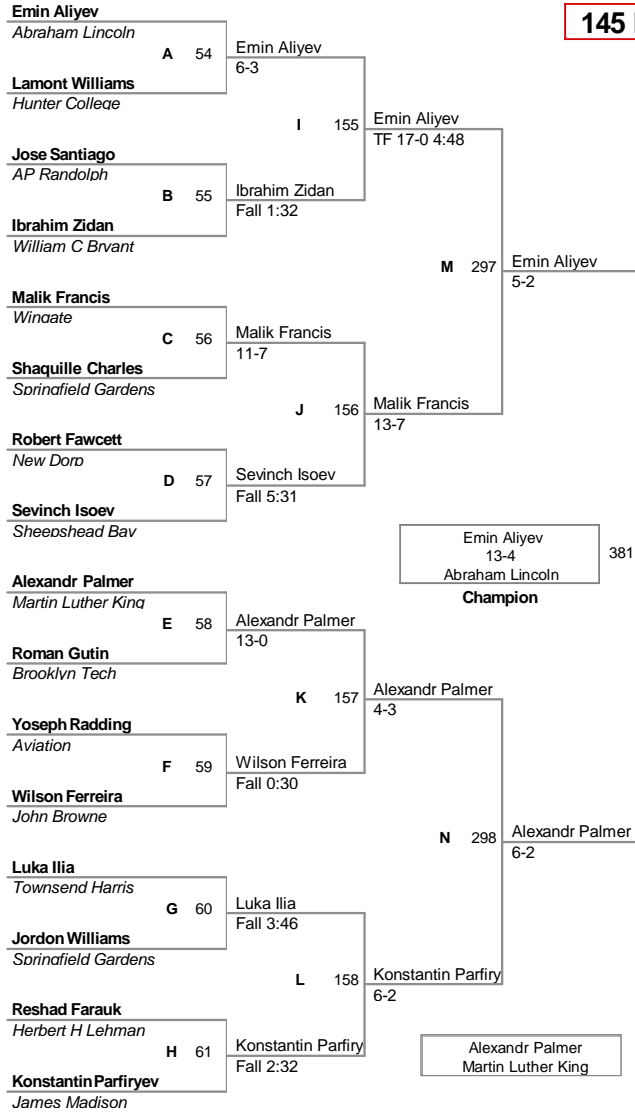 Emin Aliyev
Abraham Lincoln
145
A 54
Emin Aliyev
6-3
Lamont Williams
Hunter College
I 155
Emin Aliyev
TF 17-0 4:48
Jose Santiago
AP Randolph
B 55
Ibrahim Zidan
Fall 1:32
Ibrahim Zidan
William C Bryant
M 297
Emin Aliyev
5-2
Malik Francis
Wingate
C 56
Malik Francis
11-7
Shaquille Charles
Springfield Gardens
J 156
Malik Francis
13-7
Robert Fawcett
New Dorp
D 57
Sevinch Isoev
Fall 5:31
Sevinch Isoev
Sheepshead Bay
Emin Aliyev
13-4
Abraham Lincoln
381
Champion
Alexandr Palmer
Martin Luther King
E 58
Alexandr Palmer
13-0
Roman Gutin
Brooklyn Tech
K 157
Alexandr Palmer
4-3
Yoseph Radding
Aviation
F 59
Wilson Ferreira
Fall 0:30
Wilson Ferreira
John Browne
N 298
Alexandr Palmer
6-2
Luka Ilia
Townsend Harris
G 60
Luka Ilia
Fall 3:46
Jordon Williams
Springfield Gardens
L 158
Konstantin Parfiry
6-2
Reshad Farauk
Herbert H Lehman
H 61
Konstantin Parfiry
Fall 2:32
Konstantin Parfiryev
James Madison
Alexandr Palmer
Martin Luther King